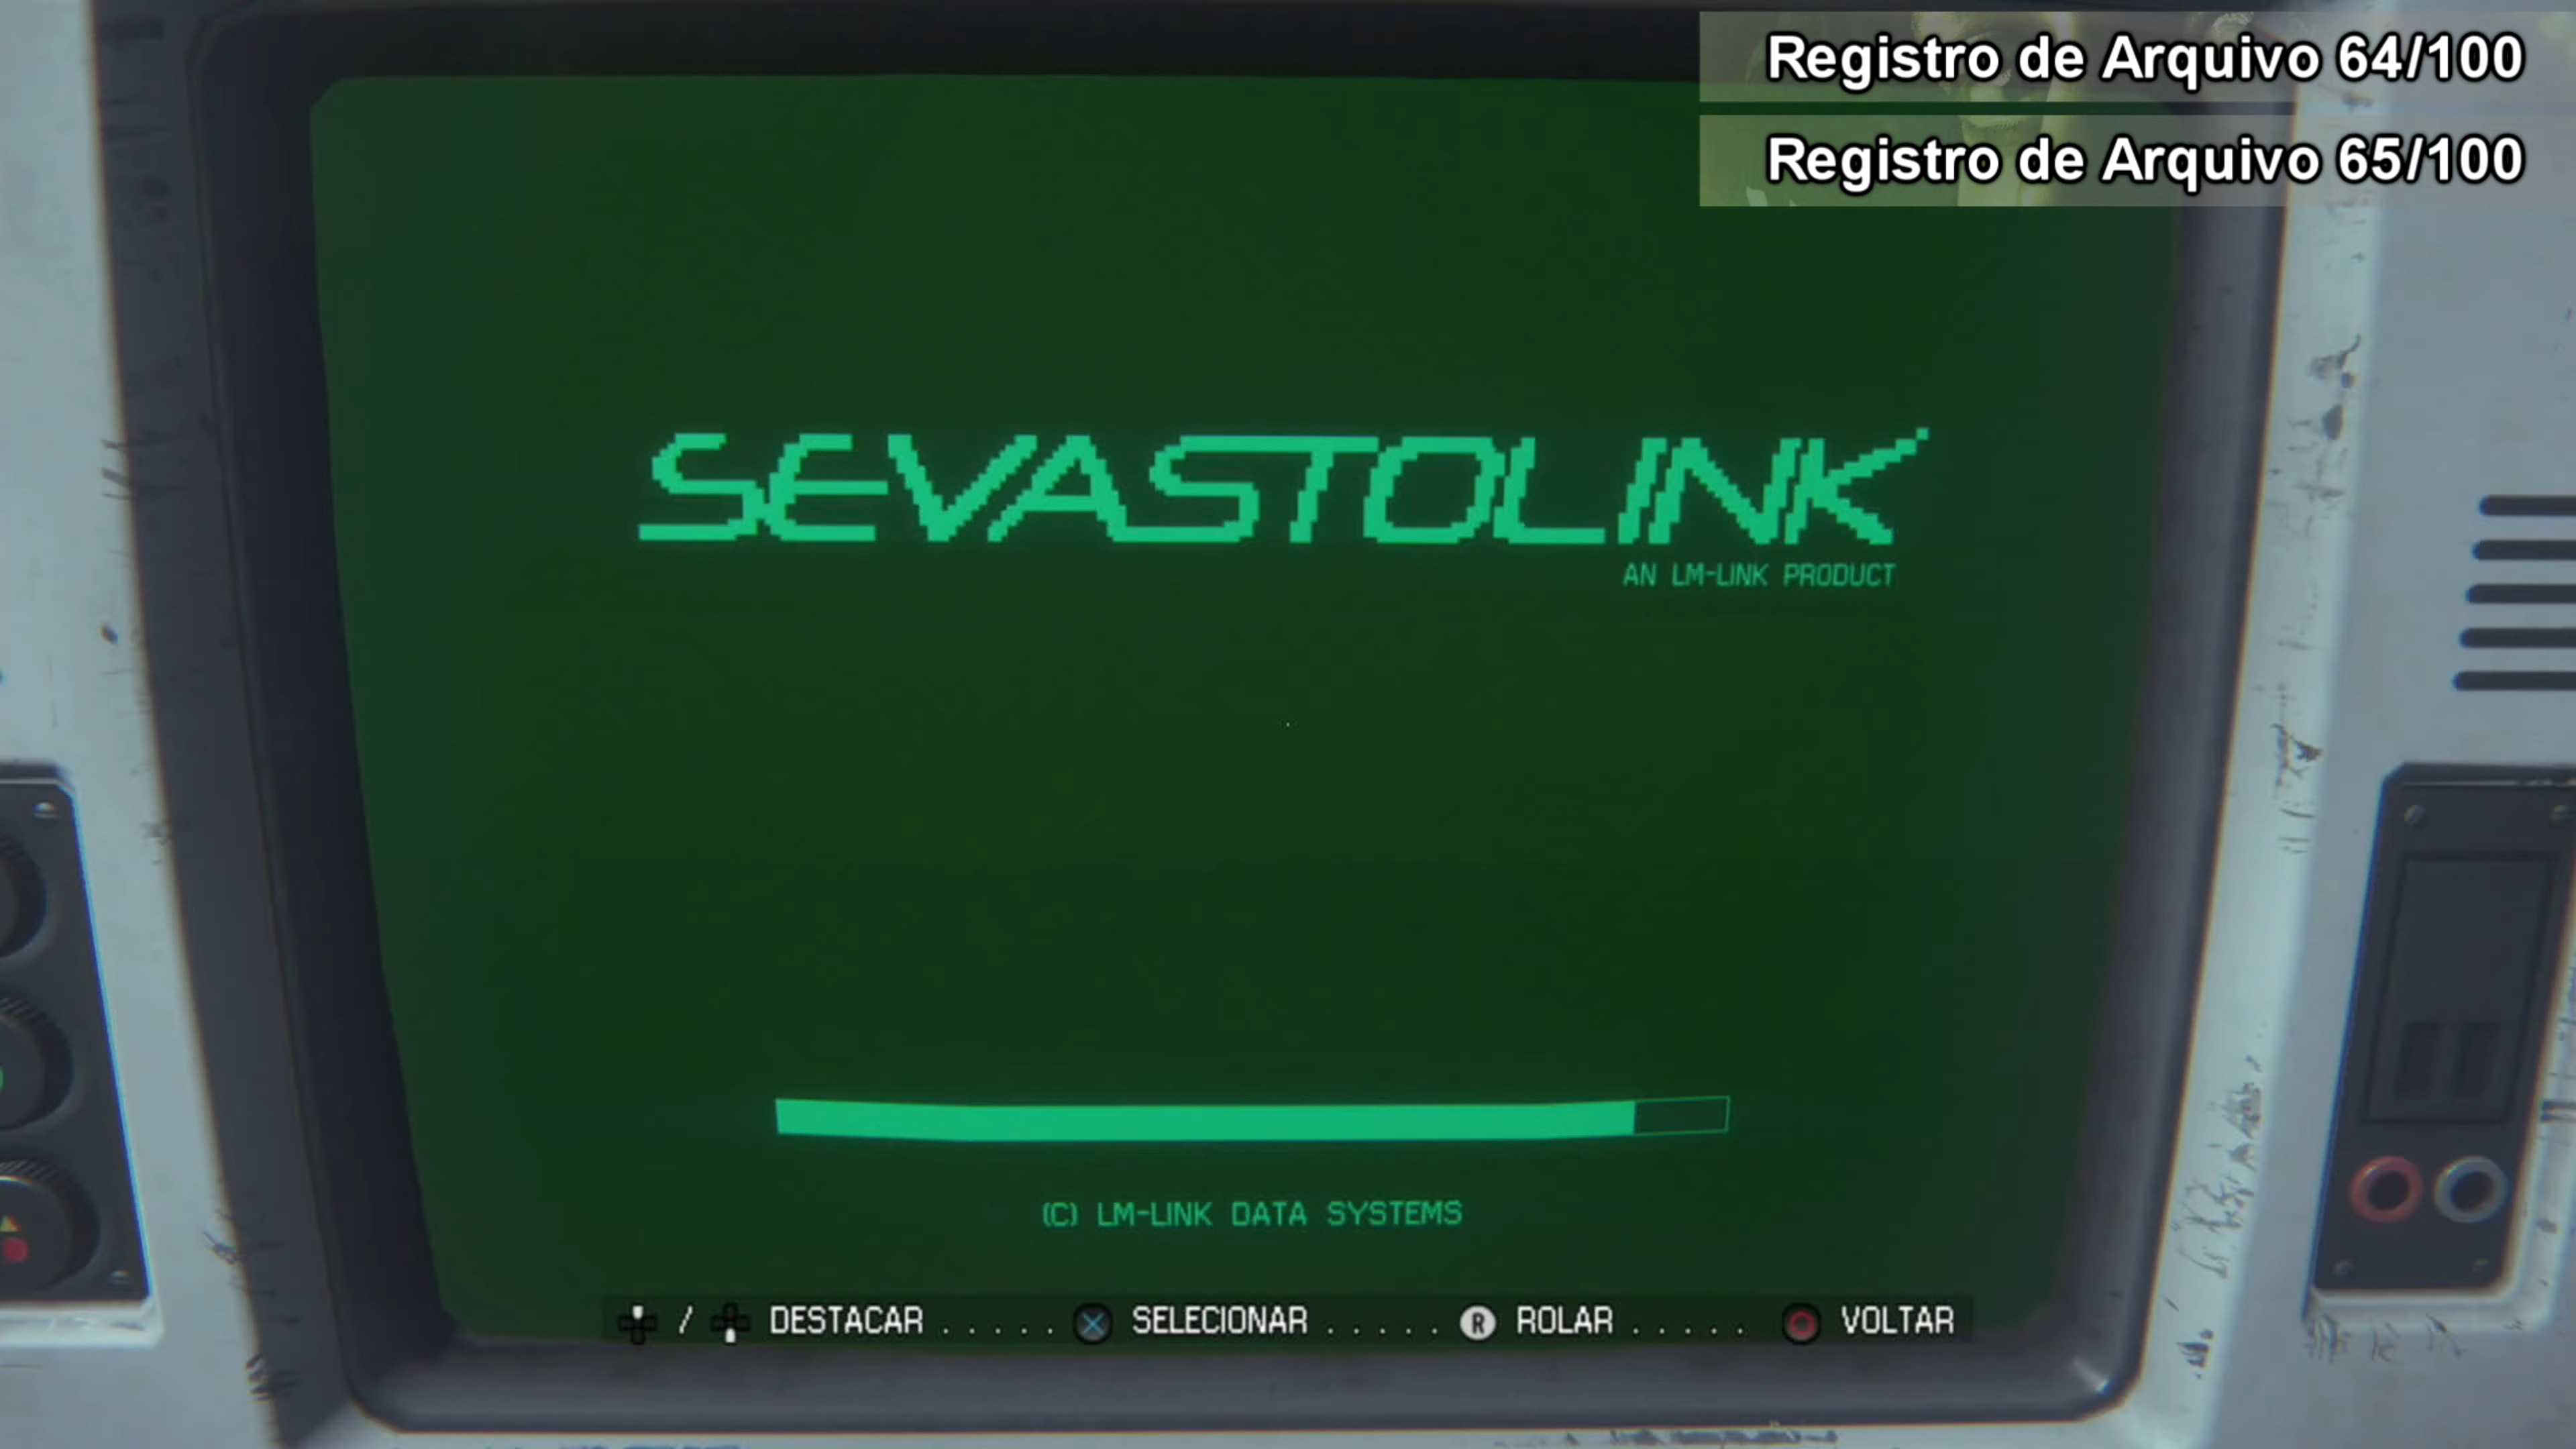 Registro de Arquivo 64/100
Registro de Arquivo 65/100
SEVASTOLINK
AN LM-LINK PRODUCT
(C) LM-LINK DATA SYSTEMS
/ DESTACAR ..... SELECIONAR ..... R ROLAR ..... VOLTAR